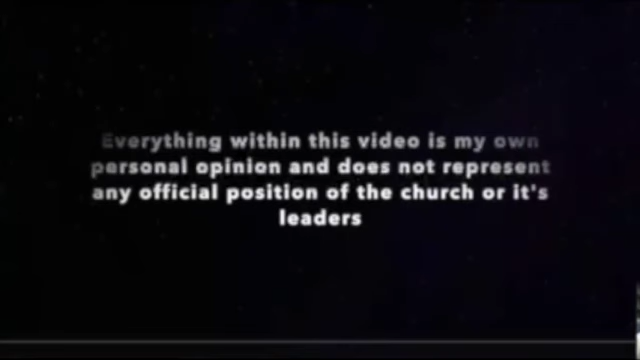 Everything within this video is my own
personal opinion and does not represent
any official position of the church or it's
leaders